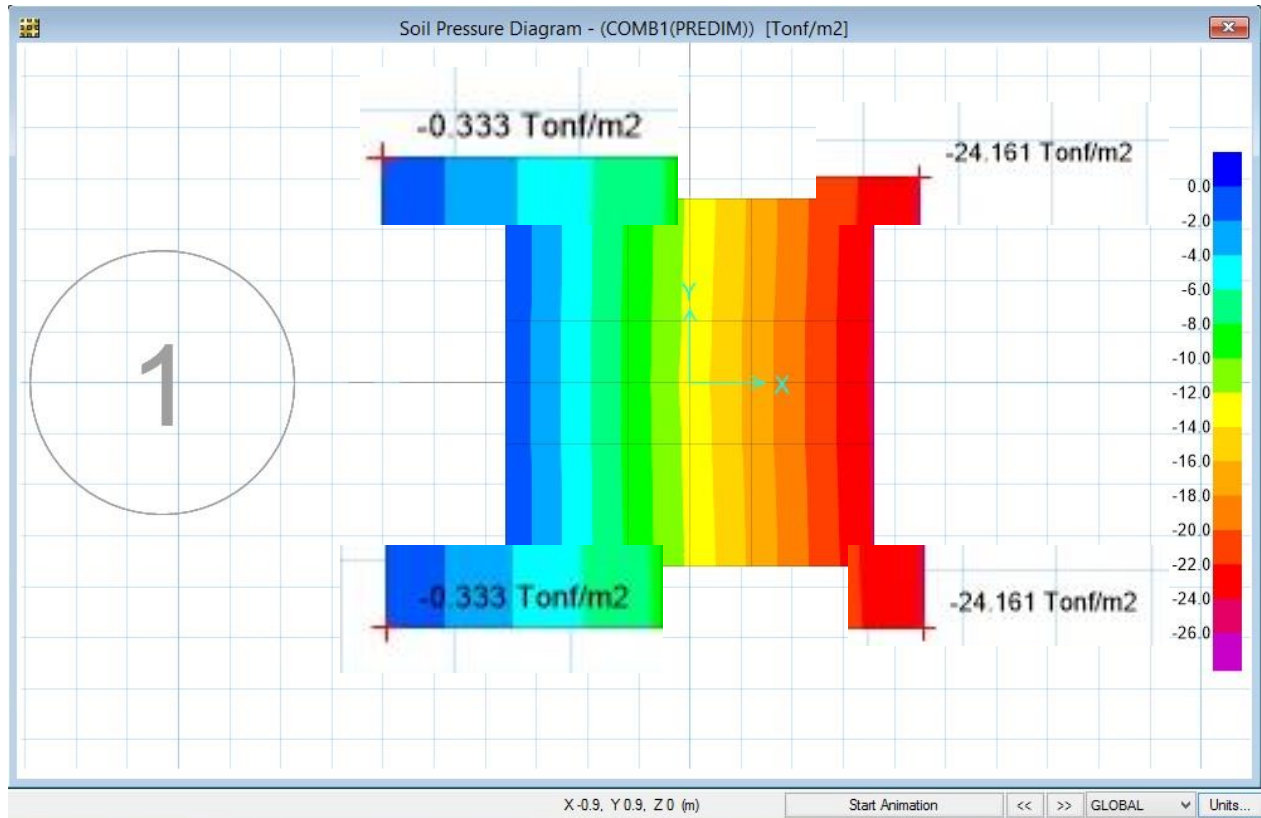 Soil Pressure Diagram - (COMB1(PREDIM)) [Tonf/m2]
-0.333 Tonf/m2
-24.161 Tonf/m2
0.0
-2.0
-4.0
-6.0
-8.0
-10.0
-12.0
-14.0
-16.0
-18.0
-20.0
-22.0
-24.0
-26.0
Y
X
1
-0.333 Tonf/m2
-24.161 Tonf/m2
X -0.9, Y 0.9, Z 0 (m)
Start Animation
<<
>>
GLOBAL
Units...